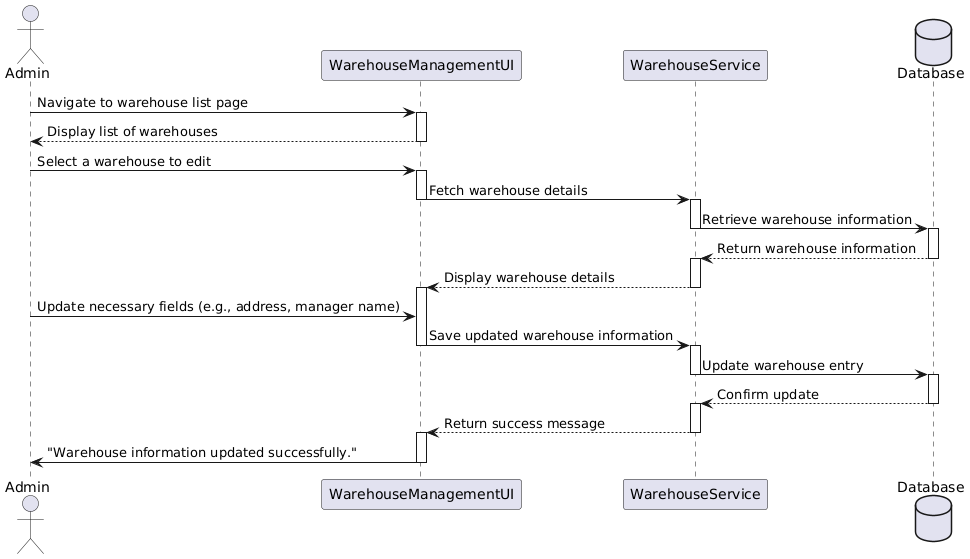 Admin
WarehouseManagementUI
WarehouseService
Database
Navigate to warehouse list page
Display list of warehouses
Select a warehouse to edit
Fetch warehouse details
Retrieve warehouse information
Return warehouse information
Display warehouse details
Update necessary fields (e.g., address, manager name)
Save updated warehouse information
Update warehouse entry
Confirm update
Return success message
"Warehouse information updated successfully."
Admin
WarehouseManagementUI
WarehouseService
Database